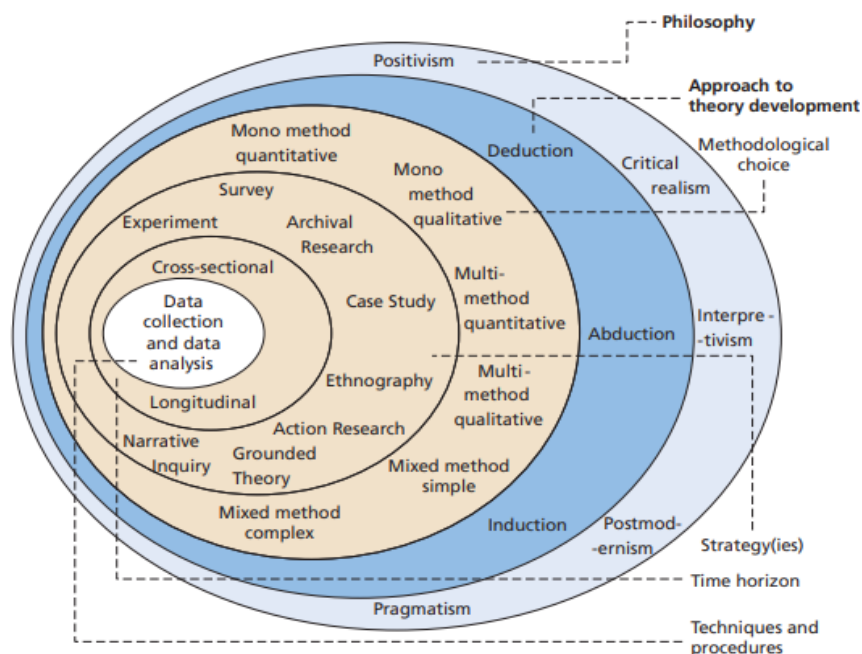 Philosophy
Positivism
Approach to
theory development
Mono method
quantitative
Deduction
Methodological
choice
Critical
realism
Mono
method
qualitative
Survey
Experiment
Archival
Research
Cross-sectional
Multi-
method
quantitative
Case Study
Data
collection
and data
analysis
Interpre -
-tivism
Abduction
Ethnography
Multi-
method
qualitative
Longitudinal
Action Research
Narrative
Inquiry
Grounded
Theory
Mixed method
simple
Mixed method
complex
Induction
Postmod-
-ernism
Strategy(ies)
Time horizon
Pragmatism
Techniques and
procedures